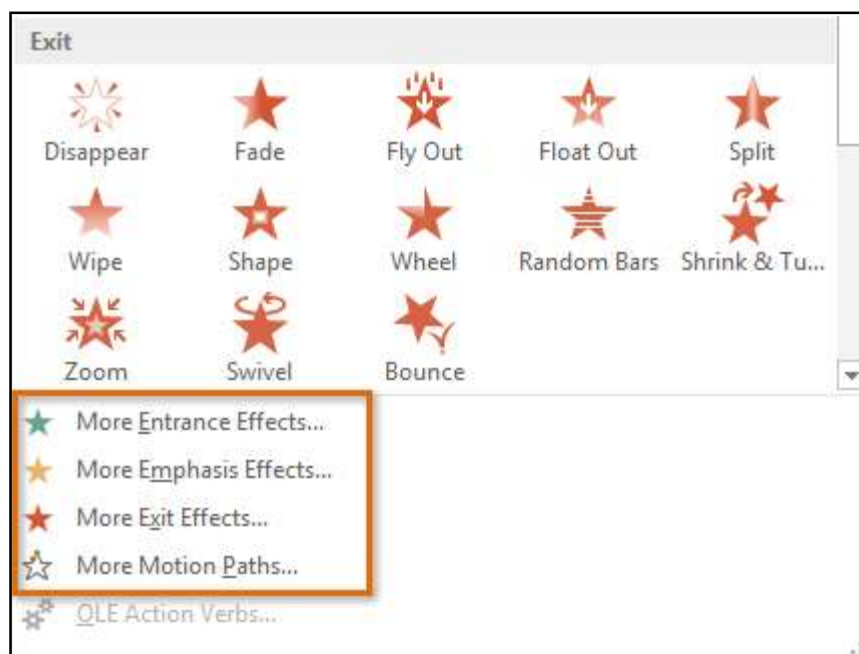 Exit
Disappear Fade Fly Out Float Out Split
Wipe Shape Wheel Random Bars Shrink & Tu...
Zoom Swivel Bounce
More Entrance Effects...
More Emphasis Effects...
More Exit Effects...
More Motion Paths...
OLE Action Verbs...